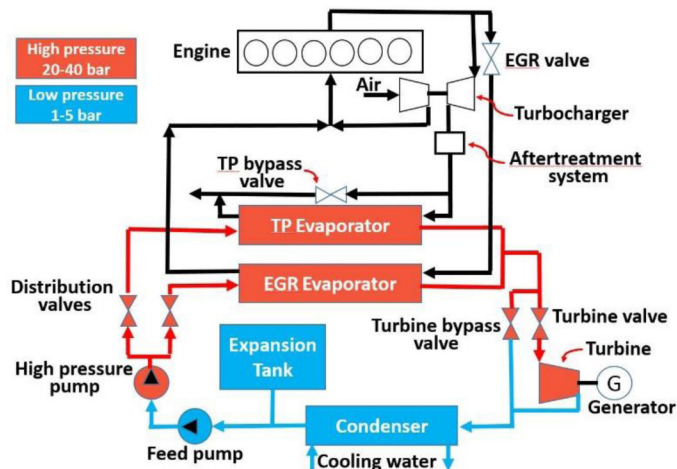 High pressure
20-40 bar
Low pressure
1-5 bar
Engine
EGR valve
Air
Turbocharger
Aftertreatment
system
TP bypass
valve
TP Evaporator
EGR Evaporator
Distribution
valves
Turbine bypass
valve
Turbine valve
Turbine
Expansion
Tank
High pressure
pump
G
Generator
Condenser
Feed pump
Cooling water